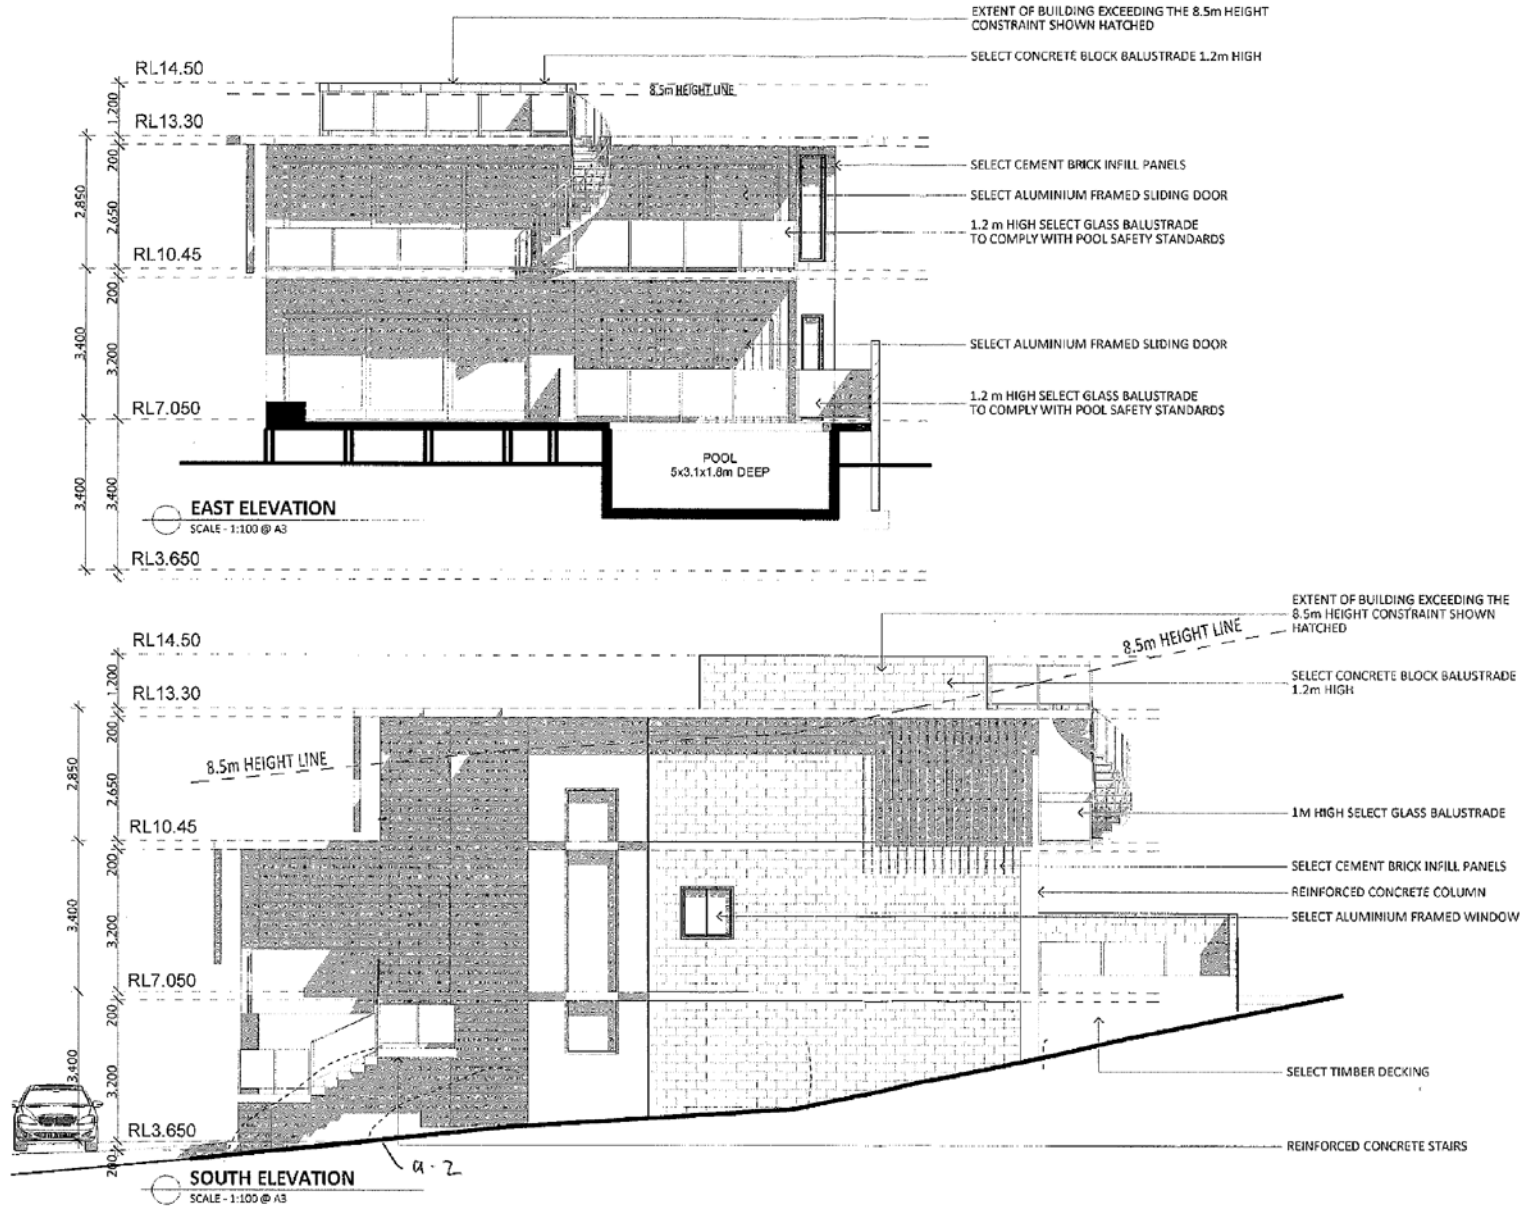 EXTENT OF BUILDING EXCEEDING THE 8.5m HEIGHT
CONSTRAINT SHOWN HATCHED
SELECT CONCRETE BLOCK BALUSTRADE 1.2m HIGH
RL14.50
8.5m HEIGHT LINE
1,200
RL13.30
200
SELECT CEMENT BRICK INFILL PANELS
SELECT ALUMINIUM FRAMED SLIDING DOOR
2,850
2,650
1.2 m HIGH SELECT GLASS BALUSTRADE
TO COMPLY WITH POOL SAFETY STANDARDS
RL10.45
200
3,400
3,200
SELECT ALUMINIUM FRAMED SLIDING DOOR
1.2 m HIGH SELECT GLASS BALUSTRADE
TO COMPLY WITH POOL SAFETY STANDARDS
RL7.050
POOL
5x3.1x1.8m DEEP
3,400
3,400
EAST ELEVATION
SCALE - 1:100 @ A3
RL3.650
EXTENT OF BUILDING EXCEEDING THE
8.5m HEIGHT CONSTRAINT SHOWN
HATCHED
8.5m HEIGHT LINE
RL14.50
1,200
SELECT CONCRETE BLOCK BALUSTRADE
1.2m HIGH
RL13.30
200
8.5m HEIGHT LINE
2,850
2,650
1M HIGH SELECT GLASS BALUSTRADE
RL10.45
200
SELECT CEMENT BRICK INFILL PANELS
REINFORCED CONCRETE COLUMN
SELECT ALUMINIUM FRAMED WINDOW
3,400
3,200
RL7.050
200
3,400
3,200
SELECT TIMBER DECKING
RL3.650
200
REINFORCED CONCRETE STAIRS
a.2
SOUTH ELEVATION
SCALE - 1:100 @ A3